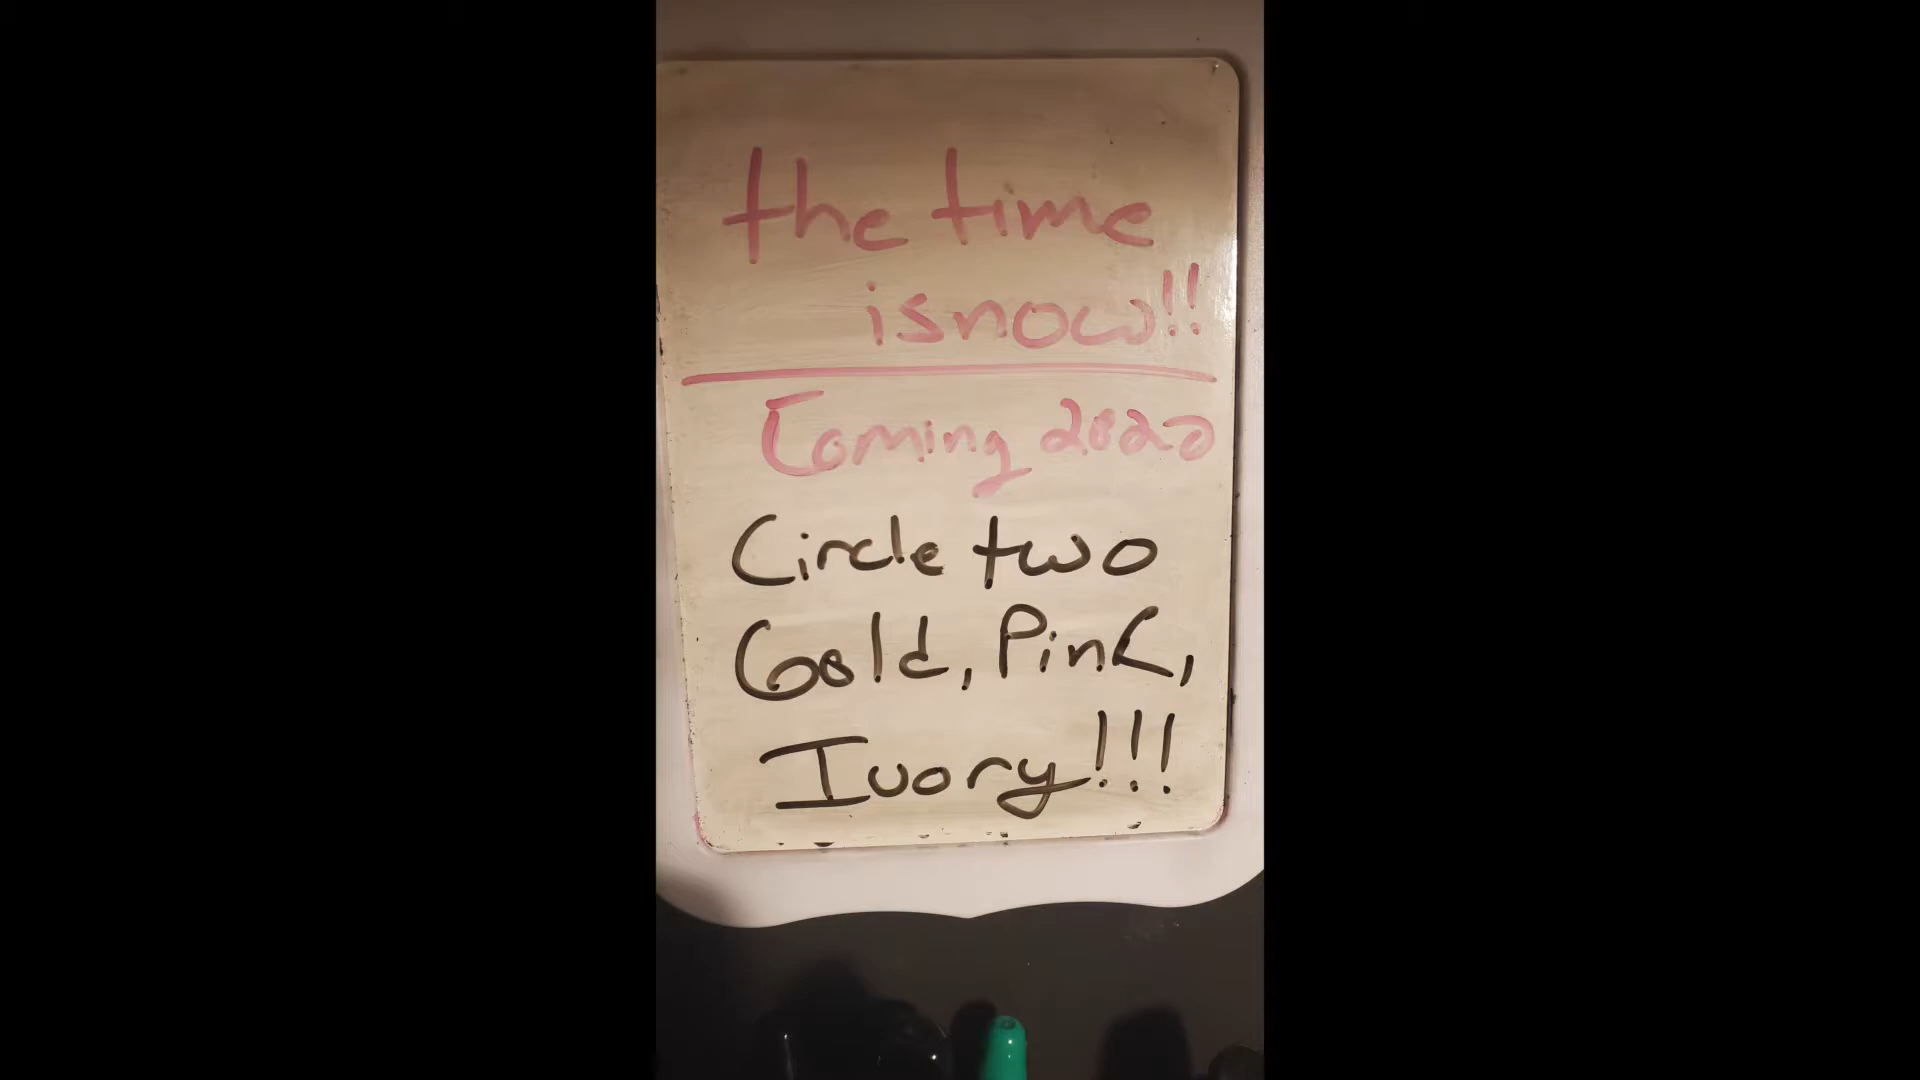 the time
is now!!
Coming 2020
Circle two
Gold, Pink,
Ivory!!!